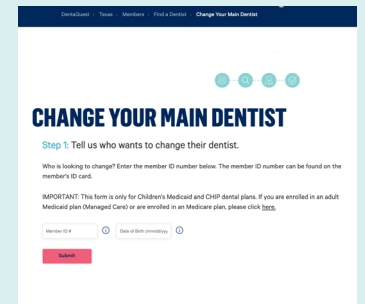 DentaQuest › Texas › Members › Find a Dentist › Change Your Main Dentist
CHANGE YOUR MAIN DENTIST
Step 1: Tell us who wants to change their dentist.
Who is looking to change? Enter the member ID number below. The member ID number can be found on the
member's ID card.
IMPORTANT: This form is only for Children's Medicaid and CHIP dental plans. If you are enrolled in an adult
Medicaid plan (Managed Care) or are enrolled in an Medicare plan, please click here.
Member ID # Date of Birth (mm/dd/yyy
Submit